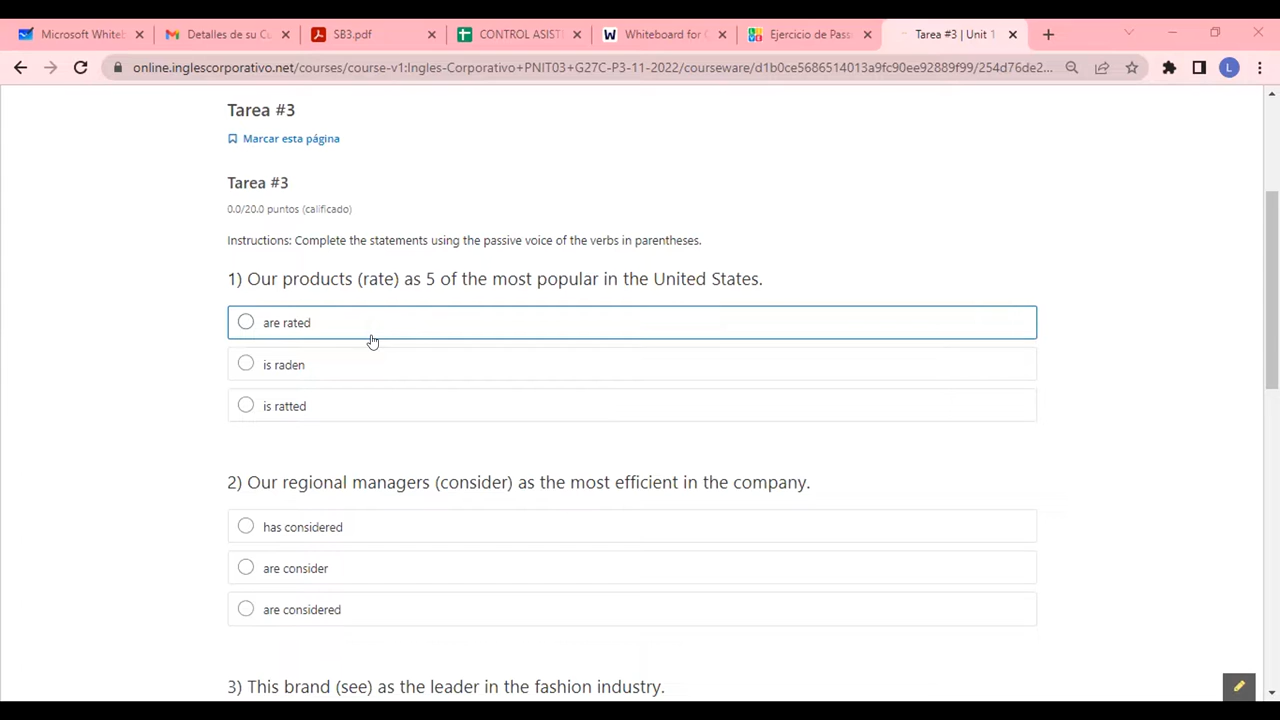 Microsoft Whiteb
Detalles de su Cu
SB3.pdf
CONTROL ASIST
Whiteboard for C
Ejercicio de Pass
Tarea #3 | Unit 1
online.inglescorporativo.net/courses/course-v1:Ingles-Corporativo+PNIT03+G27C-P3-11-2022/courseware/d1b0ce5686514013a9fc90ee92889f99/254d76de2...
L
Tarea #3
Marcar esta página
Tarea #3
0.0/20.0 puntos (calificado)
Instructions: Complete the statements using the passive voice of the verbs in parentheses.
1) Our products (rate) as 5 of the most popular in the United States.
are rated
is raden
is ratted
2) Our regional managers (consider) as the most efficient in the company.
has considered
are consider
are considered
3) This brand (see) as the leader in the fashion industry.